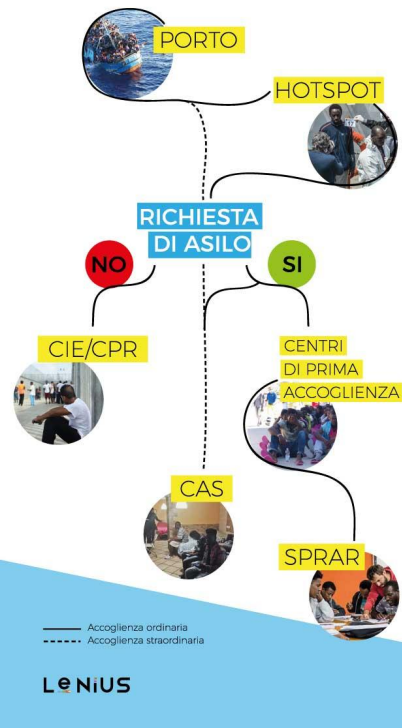 PORTO
HOTSPOT
RICHIESTA
DI ASILO
NO
SI
CIE/CPR
CENTRI
DI PRIMA
ACCOGLIENZA
CAS
SPRAR
Accoglienza ordinaria
Accoglienza straordinaria
LeNiUS